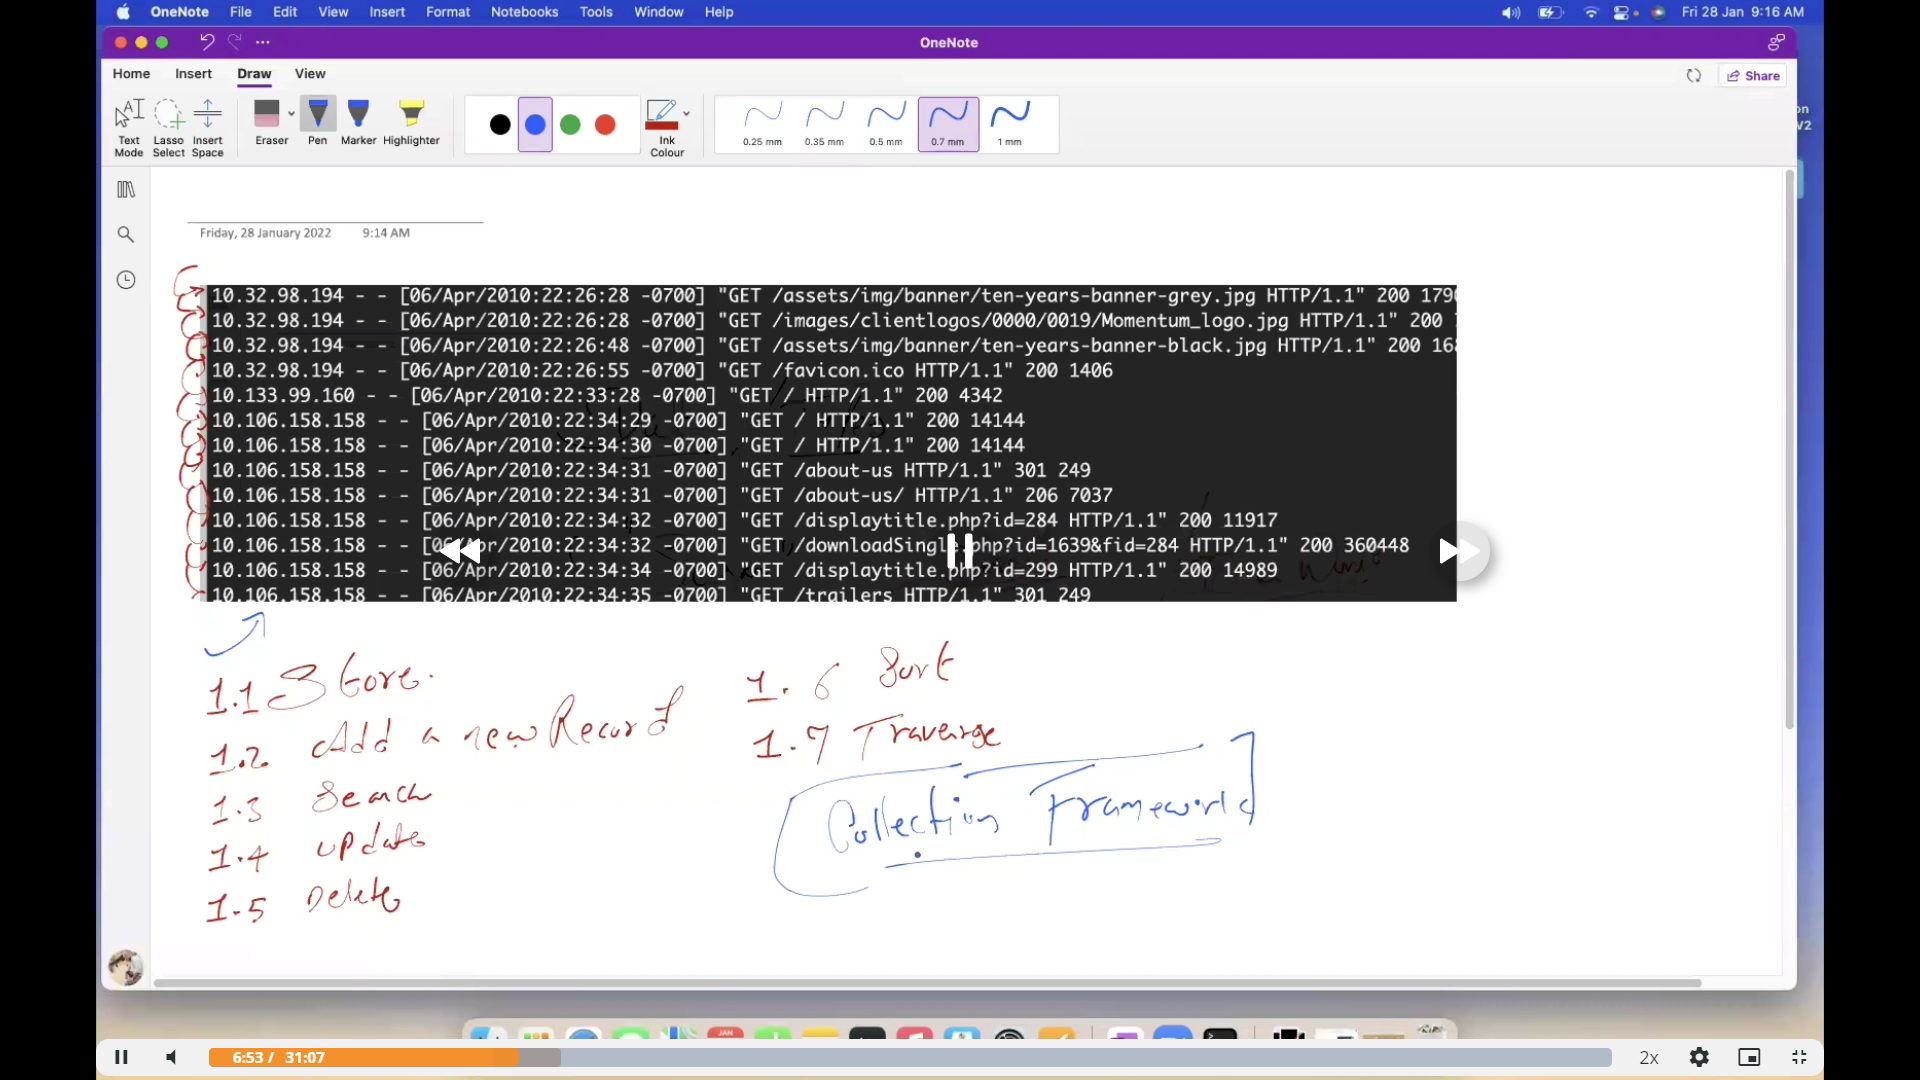 OneNote File Edit View Insert Format Notebooks Tools Window Help Fri 28 Jan 9:16 AM
OneNote
Home Insert Draw View Share
Text Mode Lasso Select Insert Space Eraser Pen Marker Highlighter Ink Colour 0.25 mm 0.35 mm 0.5 mm 0.7 mm 1 mm
on
V2
Friday, 28 January 2022 9:14 AM
10.32.98.194 - - [06/Apr/2010:22:26:28 -0700] "GET /assets/img/banner/ten-years-banner-grey.jpg HTTP/1.1" 200 1790
10.32.98.194 - - [06/Apr/2010:22:26:28 -0700] "GET /images/clientlogos/0000/0019/Momentum_logo.jpg HTTP/1.1" 200
10.32.98.194 - - [06/Apr/2010:22:26:48 -0700] "GET /assets/img/banner/ten-years-banner-black.jpg HTTP/1.1" 200 168
10.32.98.194 - - [06/Apr/2010:22:26:55 -0700] "GET /favicon.ico HTTP/1.1" 200 1406
10.133.99.160 - - [06/Apr/2010:22:33:28 -0700] "GET / HTTP/1.1" 200 4342
10.106.158.158 - - [06/Apr/2010:22:34:29 -0700] "GET / HTTP/1.1" 200 14144
10.106.158.158 - - [06/Apr/2010:22:34:30 -0700] "GET / HTTP/1.1" 200 14144
10.106.158.158 - - [06/Apr/2010:22:34:31 -0700] "GET /about-us HTTP/1.1" 301 249
10.106.158.158 - - [06/Apr/2010:22:34:31 -0700] "GET /about-us/ HTTP/1.1" 206 7037
10.106.158.158 - - [06/Apr/2010:22:34:32 -0700] "GET /displaytitle.php?id=284 HTTP/1.1" 200 11917
10.106.158.158 - - [06/Apr/2010:22:34:32 -0700] "GET /downloadSingle.php?id=1639&fid=284 HTTP/1.1" 200 360448
10.106.158.158 - - [06/Apr/2010:22:34:34 -0700] "GET /displaytitle.php?id=299 HTTP/1.1" 200 14989
10.106.158.158 - - [06/Apr/2010:22:34:35 -0700] "GET /trailers HTTP/1.1" 301 249
1.1 Store.
1.2 Add a new Record
1.3 Search
1.4 update
1.5 Delete
1.6 Sort
1.7 Traverse
Collection Framework
JAN
6:53 / 31:07 2x